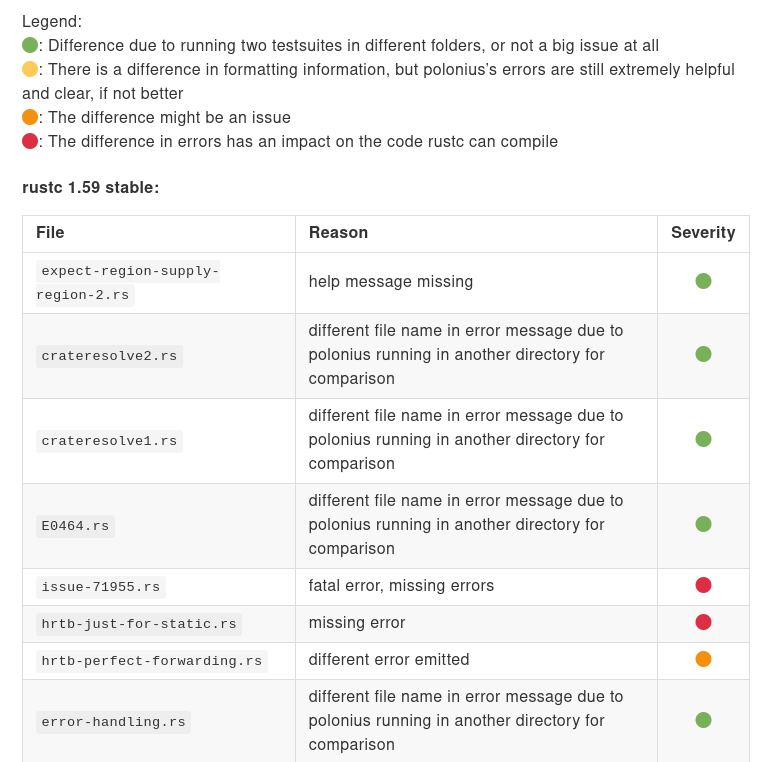 Legend:
: Difference due to running two testsuites in different folders, or not a big issue at all
: There is a difference in formatting information, but polonius’s errors are still extremely helpful
and clear, if not better
: The difference might be an issue
: The difference in errors has an impact on the code rustc can compile
rustc 1.59 stable:
File Reason Severity
expect-region-supply-
region-2.rs
help message missing
crateresolve2.rs
different file name in error message due to
polonius running in another directory for
comparison
crateresolve1.rs
different file name in error message due to
polonius running in another directory for
comparison
E0464.rs
different file name in error message due to
polonius running in another directory for
comparison
issue-71955.rs
fatal error, missing errors
hrtb-just-for-static.rs
missing error
hrtb-perfect-forwarding.rs
different error emitted
error-handling.rs
different file name in error message due to
polonius running in another directory for
comparison